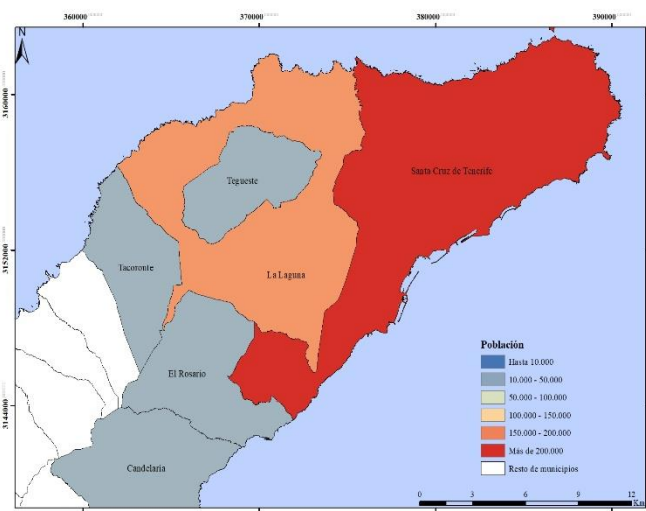 360000 370000 380000 390000
N
3160000
Santa Cruz de Tenerife
Tegueste
3152000
Tacoronte
La Laguna
Población
Hasta 10.000
10.000 - 50.000
50.000 - 100.000
100.000 - 150.000
150.000 - 200.000
Más de 200.000
Resto de municipios
El Rosario
3144000
Candelaria
0 3 6 9 12
Km